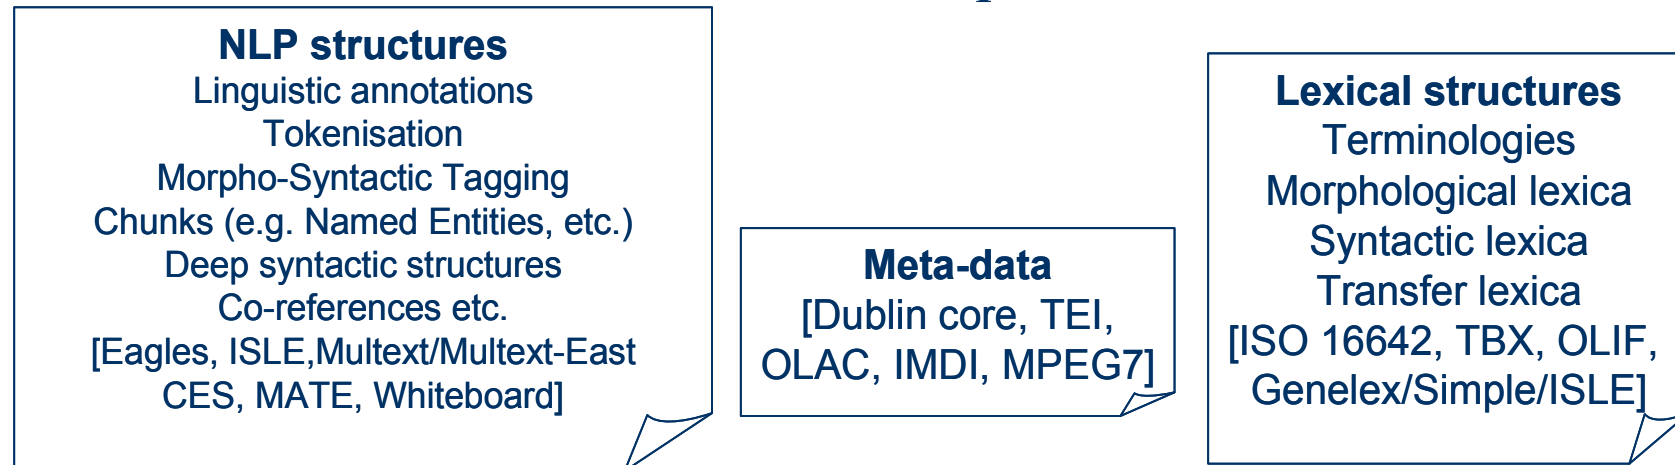 NLP structures
Linguistic annotations
Tokenisation
Morpho-Syntactic Tagging
Chunks (e.g. Named Entities, etc.)
Deep syntactic structures
Co-references etc.
[Eagles, ISLE,Multext/Multext-East
CES, MATE, Whiteboard]
Meta-data
[Dublin core, TEI,
OLAC, IMDI, MPEG7]
Lexical structures
Terminologies
Morphological lexica
Syntactic lexica
Transfer lexica
[ISO 16642, TBX, OLIF,
Genelex/Simple/ISLE]